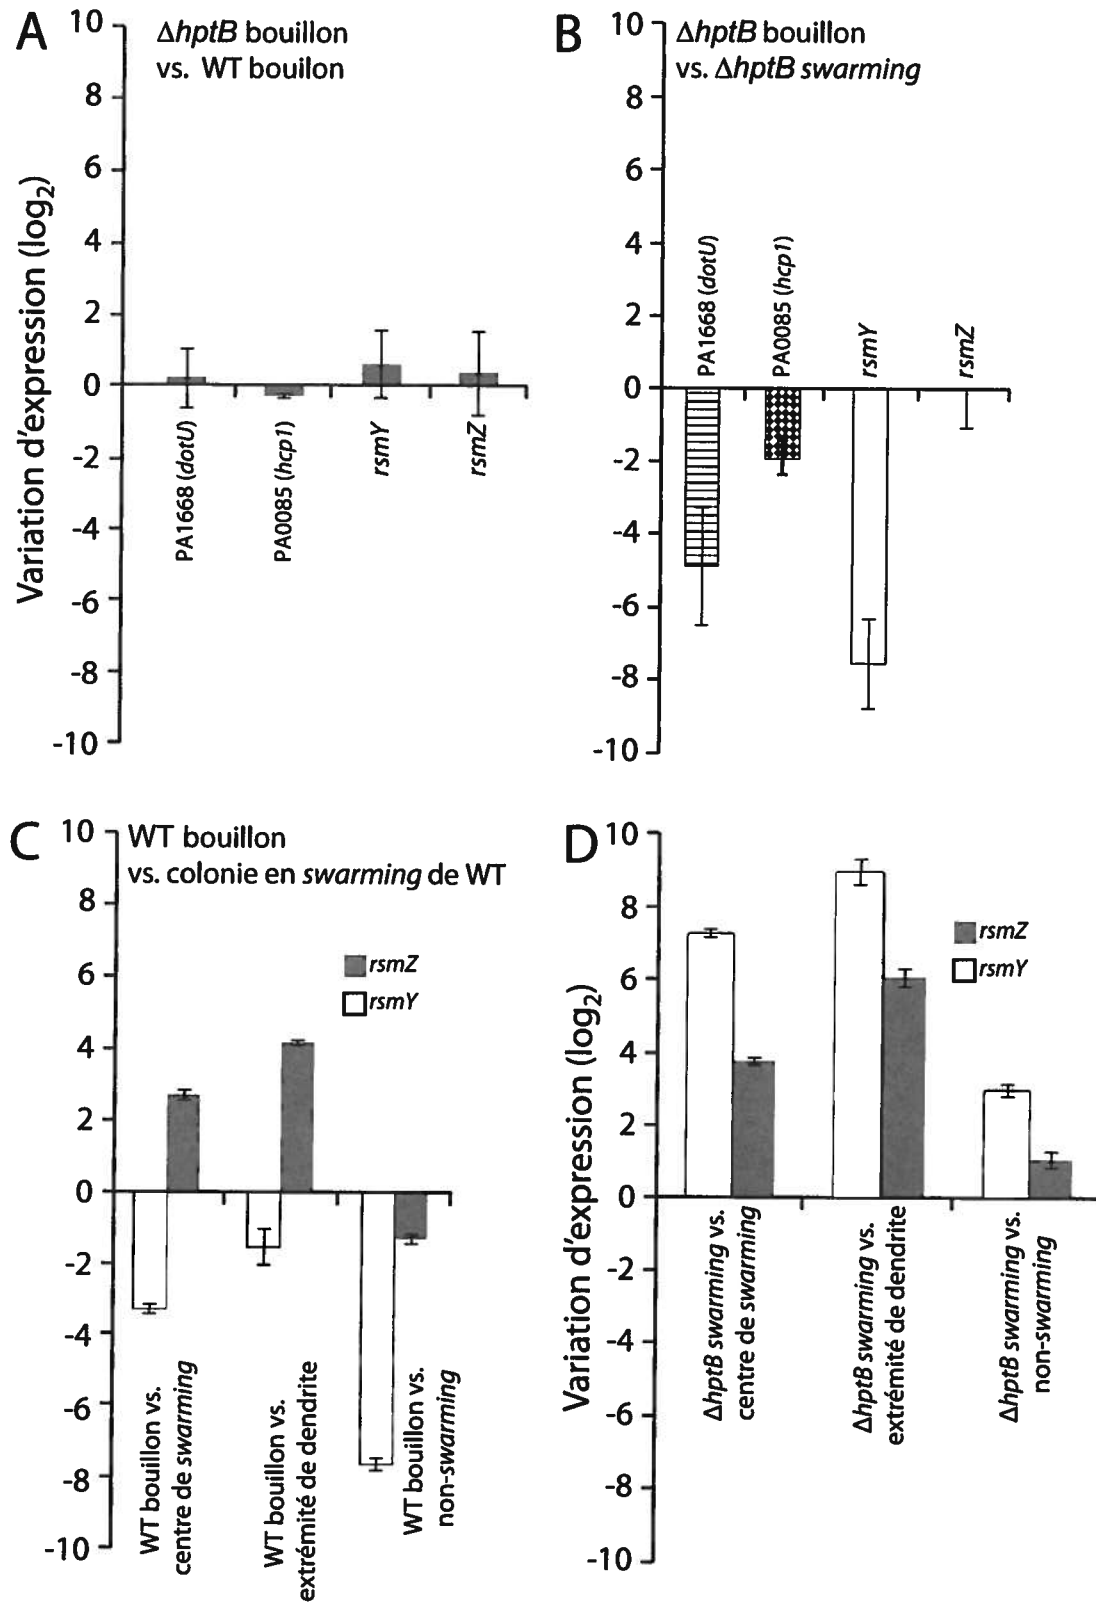 A
ΔhptB bouillon
vs. WT bouilon
Variation d'expression (log2)
10
8
6
4
2
0
-2
-4
-6
-8
-10
PA1668 (dotU)
PA0085 (hcp1)
rsmY
rsmZ
B
ΔhptB bouillon
vs. ΔhptB swarming
10
8
6
4
2
0
-2
-4
-6
-8
-10
PA1668 (dotU)
PA0085 (hcp1)
rsmY
rsmZ
C
WT bouillon
vs. colonie en swarming de WT
10
8
6
4
2
0
-2
-4
-6
-8
-10
rsmZ
rsmY
WT bouillon vs.
centre de swarming
WT bouillon vs.
extrémité de dendrite
WT bouillon vs.
non-swarming
D
Variation d'expression (log2)
10
8
6
4
2
0
-2
-4
-6
-8
-10
rsmZ
rsmY
ΔhptB swarming vs.
centre de swarming
ΔhptB swarming vs.
extrémité de dendrite
ΔhptB swarming vs.
non-swarming